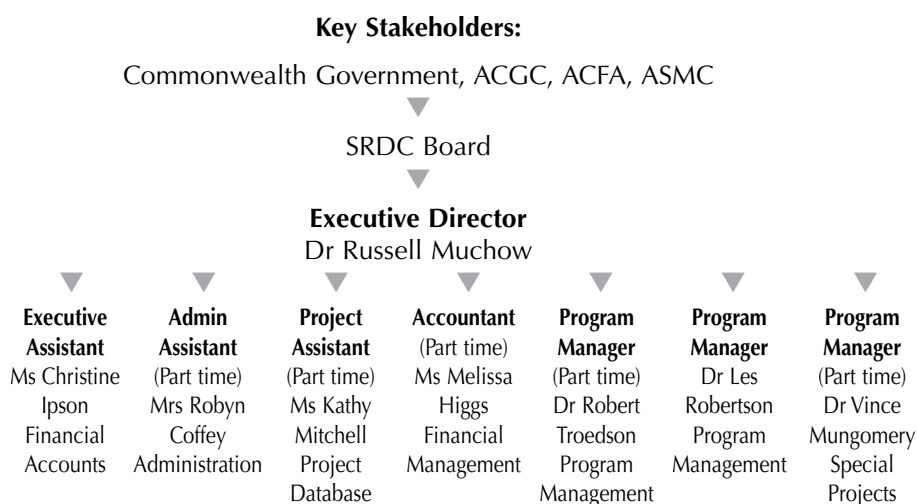 Key Stakeholders:
Commonwealth Government, ACGC, ACFA, ASMC
SRDC Board
Executive Director
Dr Russell Muchow
Executive
Assistant
Ms Christine
Ipson
Financial
Accounts
Admin
Assistant
(Part time)
Mrs Robyn
Coffey
Administration
Project
Assistant
(Part time)
Ms Kathy
Mitchell
Project
Database
Accountant
(Part time)
Ms Melissa
Higgs
Financial
Management
Program
Manager
(Part time)
Dr Robert
Troedson
Program
Management
Program
Manager
Dr Les
Robertson
Program
Management
Program
Manager
(Part time)
Dr Vince
Mungomery
Special
Projects